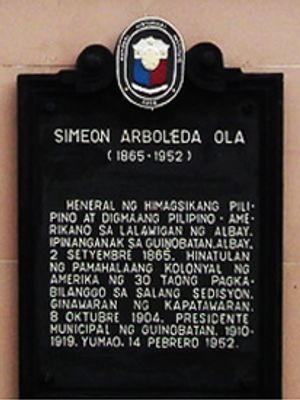 SIMEON ARBOLEDA OLA
(1865-1952)
HENERAL NG HIMAGSIKANG PILI-
PINO AT DIGMAANG PILIPINO-AME-
RIKANO SA LALAWIGAN NG ALBAY.
IPINANGANAK SA GUINOBATAN, ALBAY,
2 SETYEMBRE 1865. HINATULAN
NG PAMAHALAANG KOLONYAL NG
AMERIKA NG 30 TAONG PAGKA-
BILANGGO SA SALANG SEDISYON.
GINAWARAN NG KAPATAWARAN,
8 OKTUBRE 1904. PRESIDENTE
MUNICIPAL NG GUINOBATAN, 1910-
1919. YUMAO, 14 PEBRERO 1952.